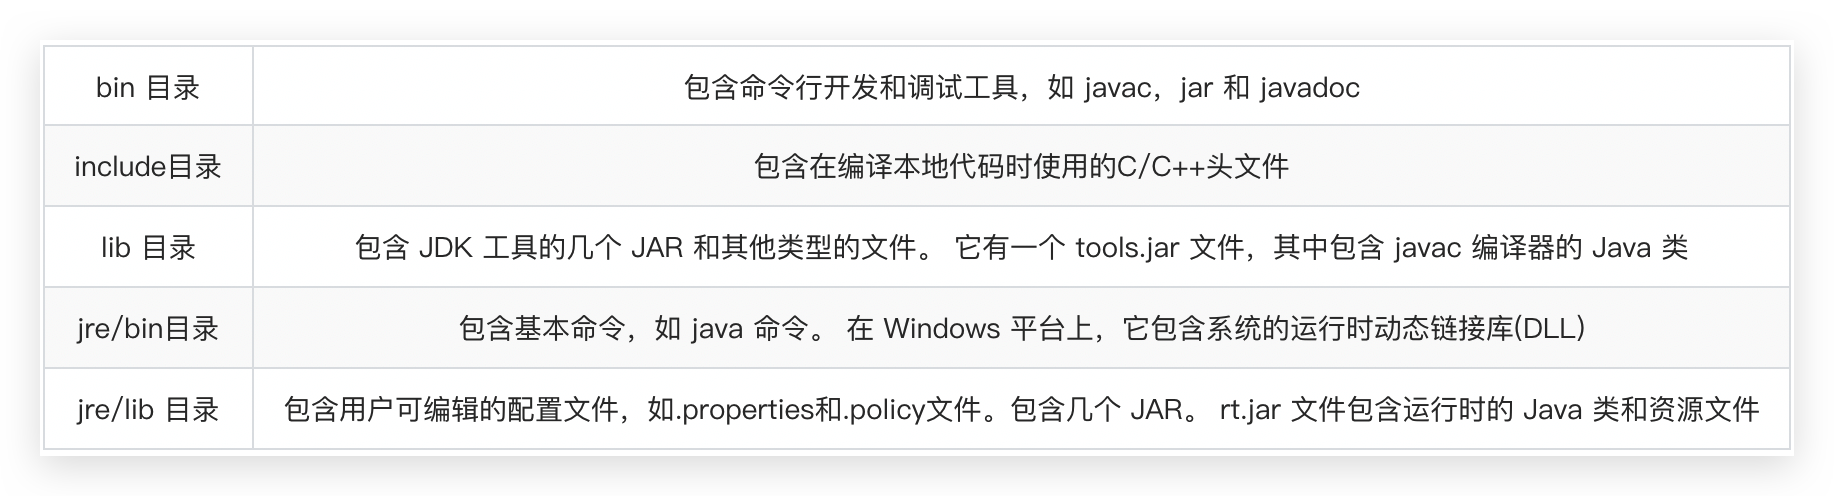 bin 目录 包含命令行开发和调试工具，如 javac，jar 和 javadoc
include目录 包含在编译本地代码时使用的C/C++头文件
lib 目录 包含 JDK 工具的几个 JAR 和其他类型的文件。 它有一个 tools.jar 文件，其中包含 javac 编译器的 Java 类
jre/bin目录 包含基本命令，如 java 命令。 在 Windows 平台上，它包含系统的运行时动态链接库(DLL)
jre/lib 目录 包含用户可编辑的配置文件，如.properties和.policy文件。包含几个 JAR。 rt.jar 文件包含运行时的 Java 类和资源文件